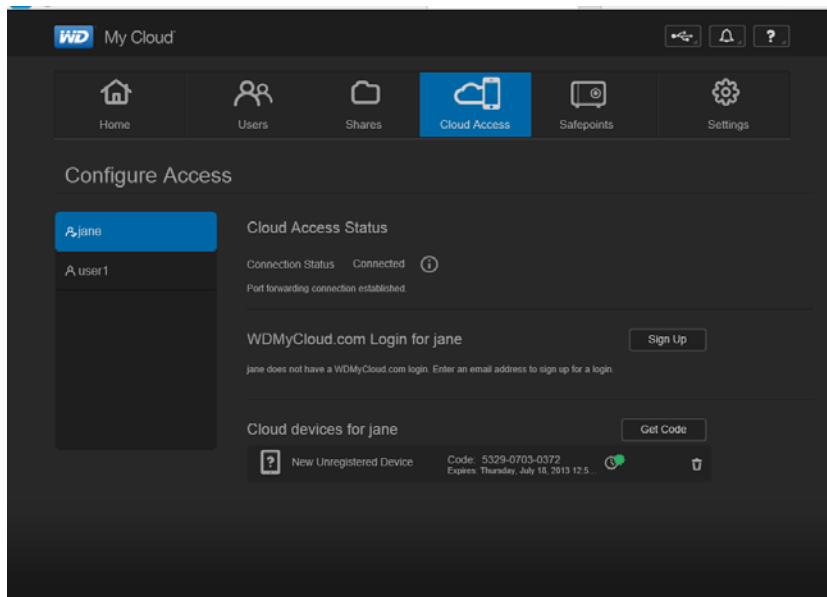 WD My Cloud
?
Home Users Shares Cloud Access Safepoints Settings
Configure Access
jane
user1
Cloud Access Status
Connection Status Connected
Port forwarding connection established.
WDMyCloud.com Login for jane
Sign Up
jane does not have a WDMyCloud.com login. Enter an email address to sign up for a login.
Cloud devices for jane
Get Code
? New Unregistered Device
Code: 5329-0703-0372
Expires: Thursday, July 18, 2013 12:5...